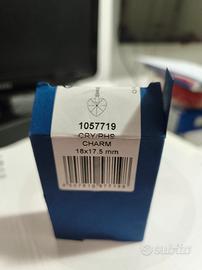 1057719
CRY/RHS
CHARM
18x17,5 mm
subito